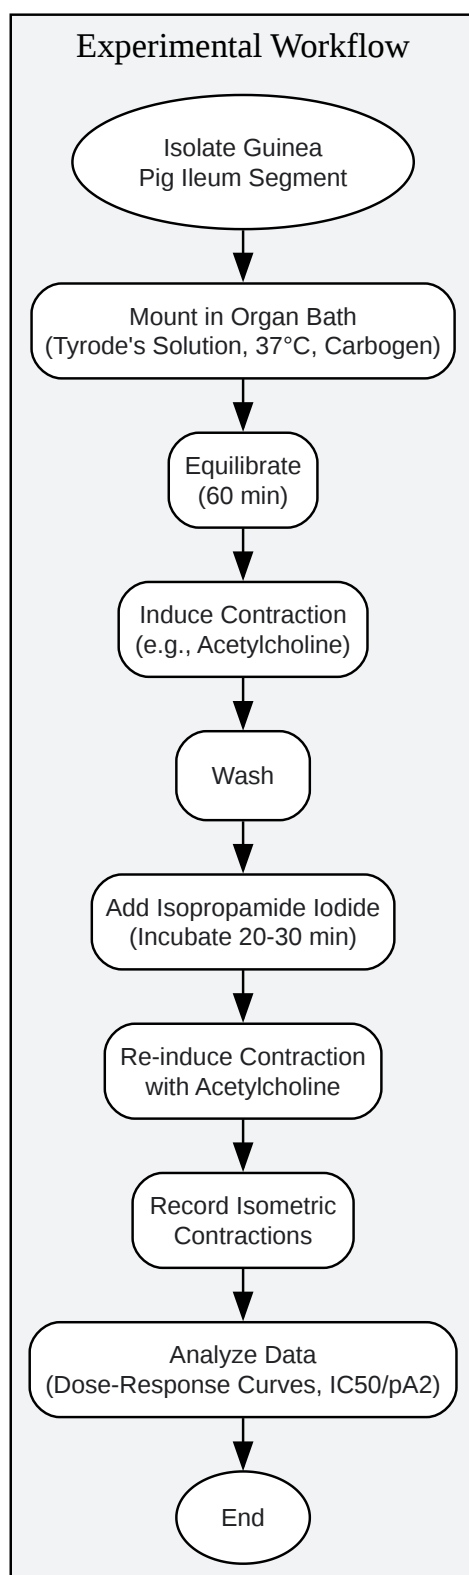 Experimental Workflow
Isolate Guinea
Pig Ileum Segment
Mount in Organ Bath
(Tyrode's Solution, 37°C, Carbogen)
Equilibrate
(60 min)
Induce Contraction
(e.g., Acetylcholine)
Wash
Add Isopropamide Iodide
(Incubate 20-30 min)
Re-induce Contraction
with Acetylcholine
Record Isometric
Contractions
Analyze Data
(Dose-Response Curves, IC50/pA2)
End